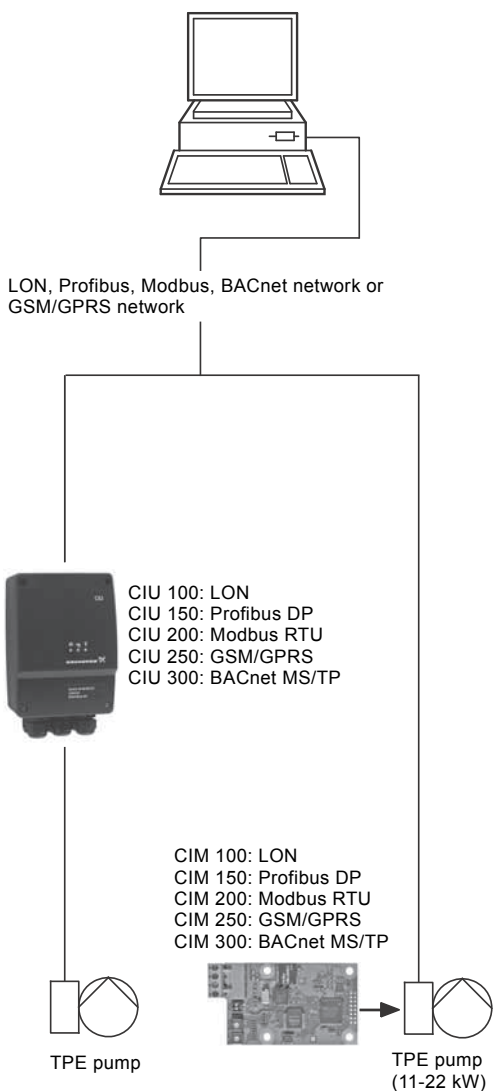 LON, Profibus, Modbus, BACnet network or
GSM/GPRS network
CIU 100: LON
CIU 150: Profibus DP
CIU 200: Modbus RTU
CIU 250: GSM/GPRS
CIU 300: BACnet MS/TP
CIM 100: LON
CIM 150: Profibus DP
CIM 200: Modbus RTU
CIM 250: GSM/GPRS
CIM 300: BACnet MS/TP
TPE pump
TPE pump
(11-22 kW)